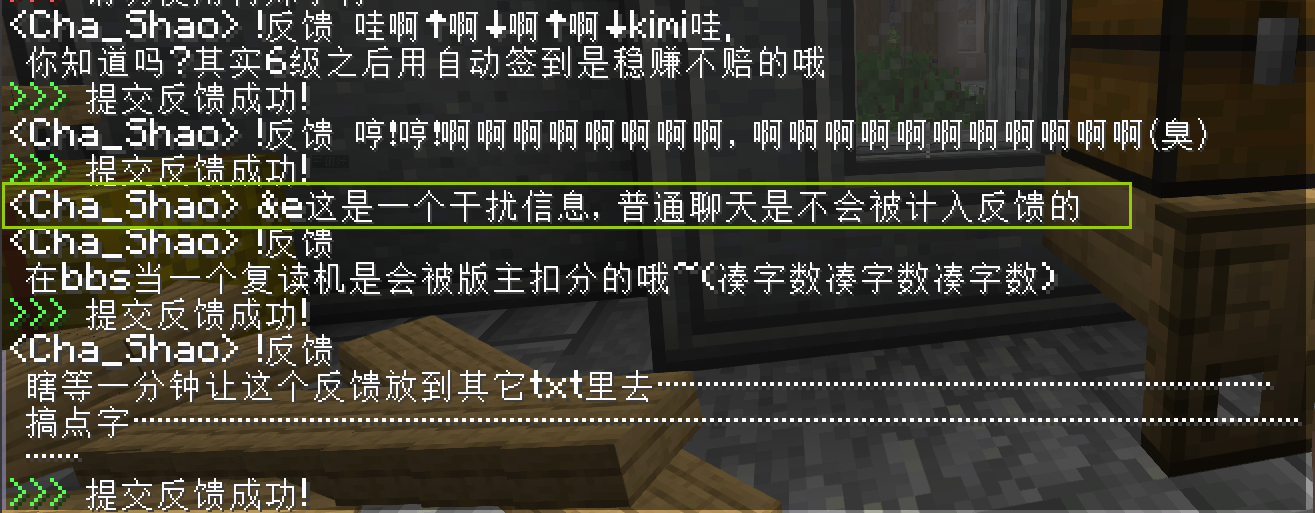 <Cha_Shao> !反馈 哇啊⬆啊⬇啊⬆啊⬇kimi哇.
你知道吗?其实6级之后用自动签到是稳赚不赔的哦
>>> 提交反馈成功!
<Cha_Shao> !反馈 哼!哼!啊啊啊啊啊啊啊啊, 啊啊啊啊啊啊啊啊啊啊啊(臭)
>>> 提交反馈成功!
<Cha_Shao> &e这是一个干扰信息, 普通聊天是不会被计入反馈的
<Cha_Shao> !反馈
在bbs当一个复读机是会被版主扣分的哦~(凑字数凑字数凑字数)
>>> 提交反馈成功!
<Cha_Shao> !反馈
瞎等一分钟让这个反馈放到其它txt里去………………………………………………
搞点字…………………………………………………………………………………………
……
>>> 提交反馈成功!